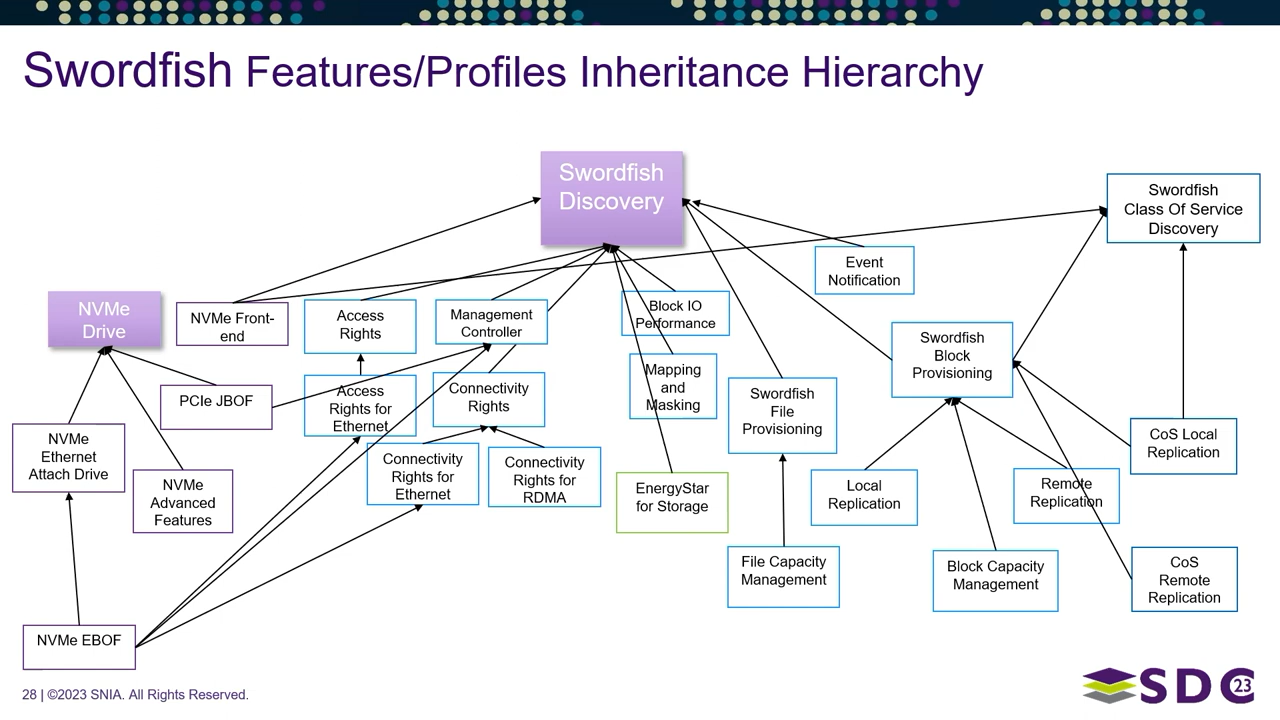 Swordfish Features/Profiles Inheritance Hierarchy
Swordfish
Discovery
Swordfish
Class Of Service
Discovery
Event
Notification
NVMe
Drive
NVMe Front-
end
Access
Rights
Management
Controller
Block IO
Performance
Swordfish
Block
Provisioning
PCIe JBOF
Access
Rights for
Ethernet
Connectivity
Rights
Mapping
and
Masking
Swordfish
File
Provisioning
NVMe
Ethernet
Attach Drive
NVMe
Advanced
Features
Connectivity
Rights for
Ethernet
Connectivity
Rights for
RDMA
EnergyStar
for Storage
Local
Replication
Remote
Replication
CoS Local
Replication
File Capacity
Management
Block Capacity
Management
CoS
Remote
Replication
NVMe EBOF
28 | ©2023 SNIA. All Rights Reserved.
SDC 23